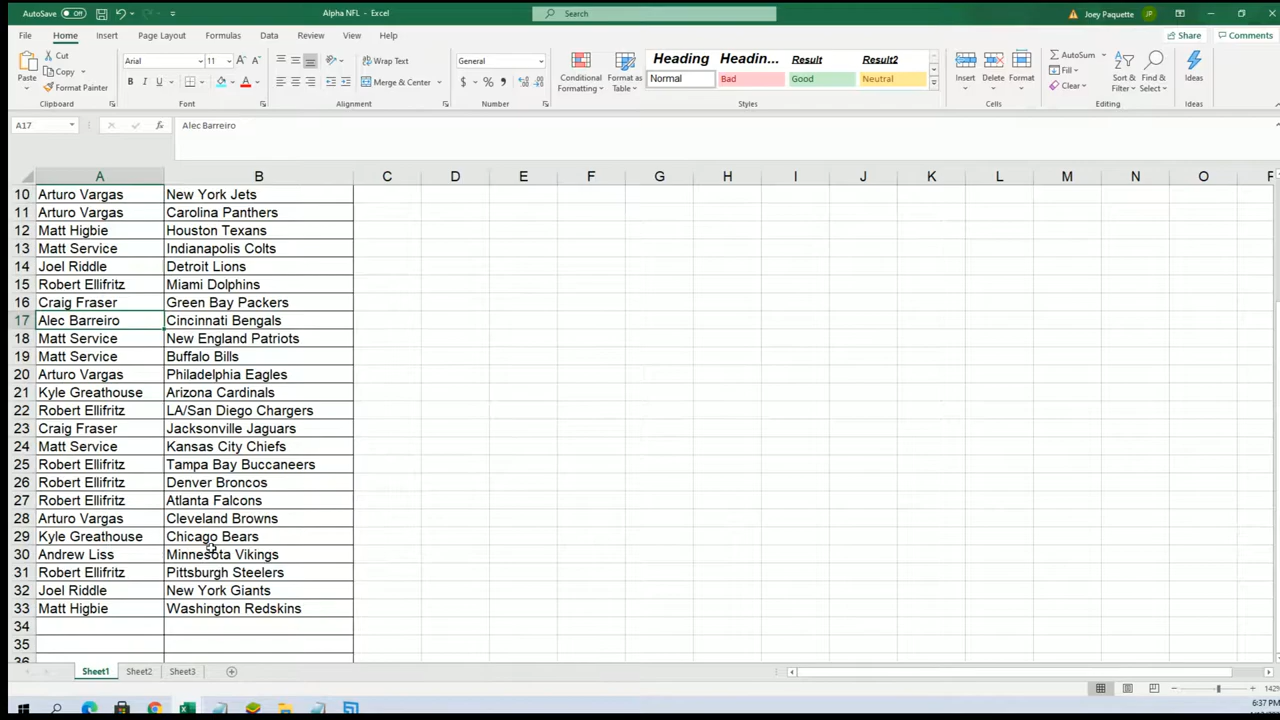 AutoSave Off Alpha NFL - Excel Search Joey Paquette JP
File Home Insert Page Layout Formulas Data Review View Help Share Comments
Paste Cut Copy Format Painter Clipboard
Arial 11 A A B I U A Font
Wrap Text Merge & Center Alignment
General $ % , Number
Conditional Formatting Format as Table
Heading Headin... Result Result2
Normal Bad Good Neutral Styles
Insert Delete Format Cells
AutoSum Fill Clear Sort & Filter Find & Select Editing
Ideas Ideas
A17 fx Alec Barreiro
A B C D E F G H I J K L M N O P
10 Arturo Vargas New York Jets
11 Arturo Vargas Carolina Panthers
12 Matt Higbie Houston Texans
13 Matt Service Indianapolis Colts
14 Joel Riddle Detroit Lions
15 Robert Ellifritz Miami Dolphins
16 Craig Fraser Green Bay Packers
17 Alec Barreiro Cincinnati Bengals
18 Matt Service New England Patriots
19 Matt Service Buffalo Bills
20 Arturo Vargas Philadelphia Eagles
21 Kyle Greathouse Arizona Cardinals
22 Robert Ellifritz LA/San Diego Chargers
23 Craig Fraser Jacksonville Jaguars
24 Matt Service Kansas City Chiefs
25 Robert Ellifritz Tampa Bay Buccaneers
26 Robert Ellifritz Denver Broncos
27 Robert Ellifritz Atlanta Falcons
28 Arturo Vargas Cleveland Browns
29 Kyle Greathouse Chicago Bears
30 Andrew Liss Minnesota Vikings
31 Robert Ellifritz Pittsburgh Steelers
32 Joel Riddle New York Giants
33 Matt Higbie Washington Redskins
34
35
36
Sheet1 Sheet2 Sheet3
142%
6:37 PM